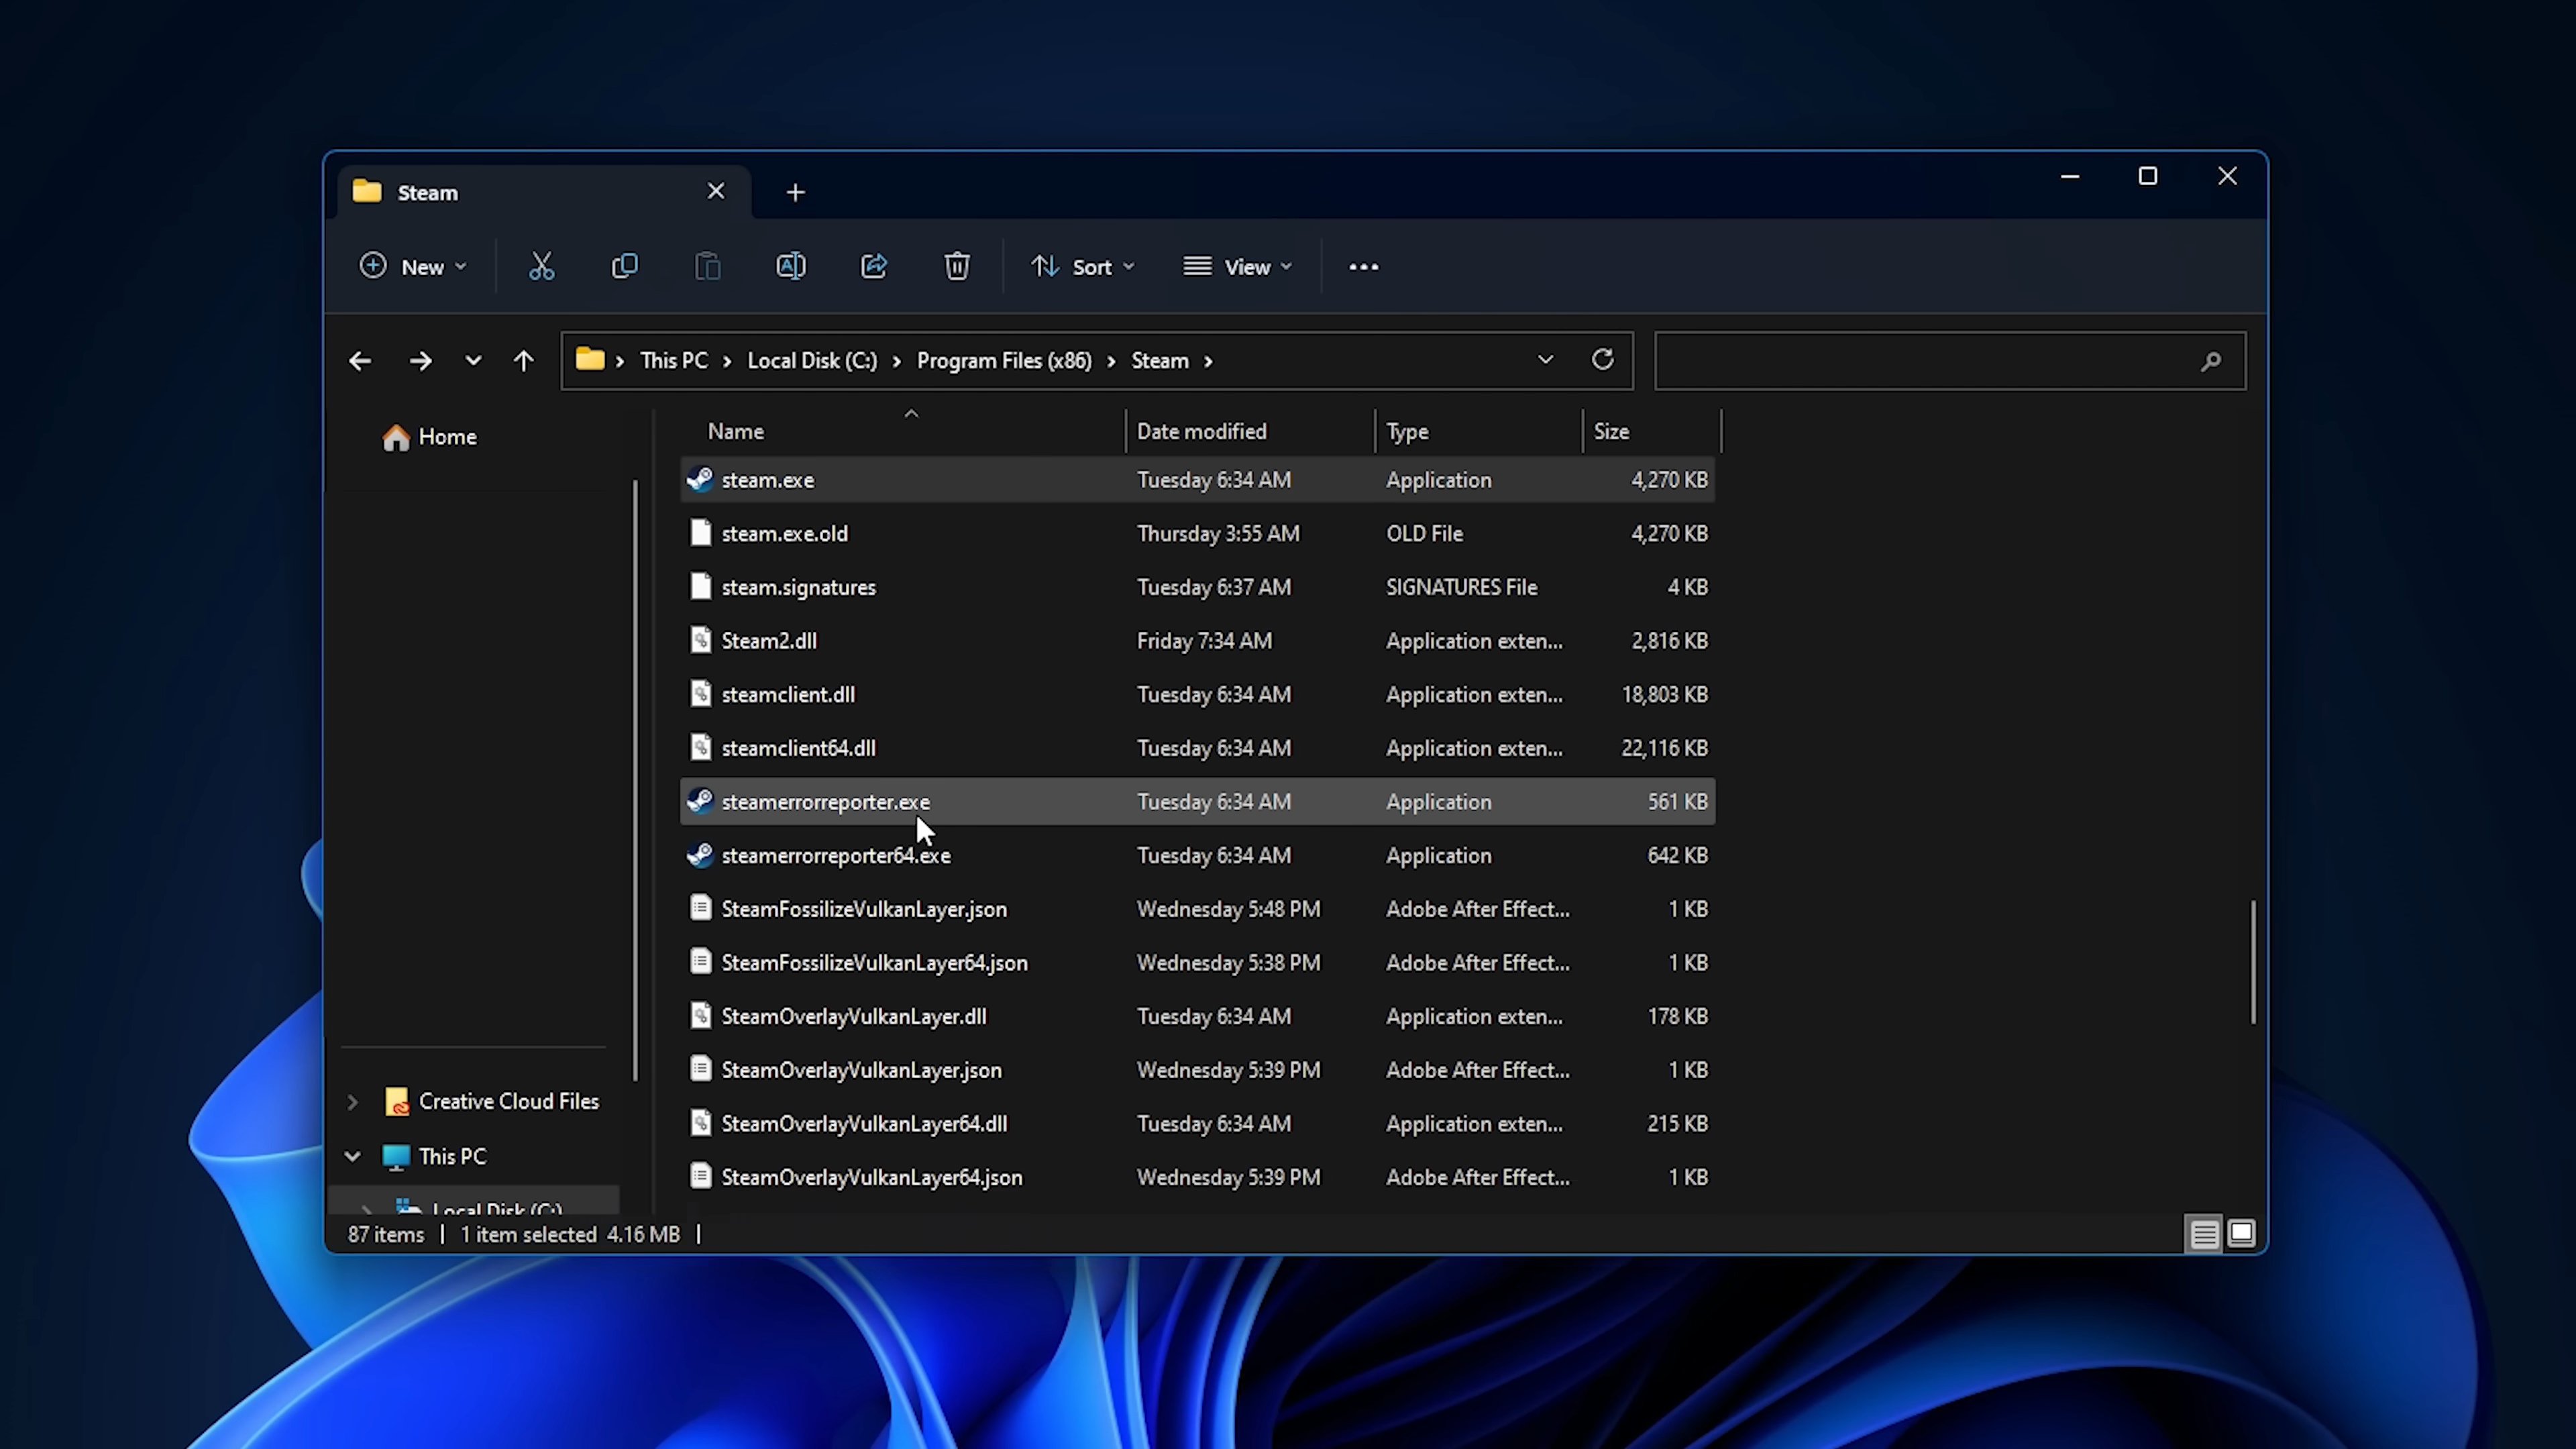 Steam
New
Sort
View
This PC > Local Disk (C:) > Program Files (x86) > Steam >
Home
Name Date modified Type Size
steam.exe Tuesday 6:34 AM Application 4,270 KB
steam.exe.old Thursday 3:55 AM OLD File 4,270 KB
steam.signatures Tuesday 6:37 AM SIGNATURES File 4 KB
Steam2.dll Friday 7:34 AM Application exten... 2,816 KB
steamclient.dll Tuesday 6:34 AM Application exten... 18,803 KB
steamclient64.dll Tuesday 6:34 AM Application exten... 22,116 KB
steamerrorreporter.exe Tuesday 6:34 AM Application 561 KB
steamerrorreporter64.exe Tuesday 6:34 AM Application 642 KB
SteamFossilizeVulkanLayer.json Wednesday 5:48 PM Adobe After Effect... 1 KB
SteamFossilizeVulkanLayer64.json Wednesday 5:38 PM Adobe After Effect... 1 KB
SteamOverlayVulkanLayer.dll Tuesday 6:34 AM Application exten... 178 KB
SteamOverlayVulkanLayer.json Wednesday 5:39 PM Adobe After Effect... 1 KB
SteamOverlayVulkanLayer64.dll Tuesday 6:34 AM Application exten... 215 KB
SteamOverlayVulkanLayer64.json Wednesday 5:39 PM Adobe After Effect... 1 KB
Creative Cloud Files
This PC
Local Disk (C:)
87 items | 1 item selected 4.16 MB |